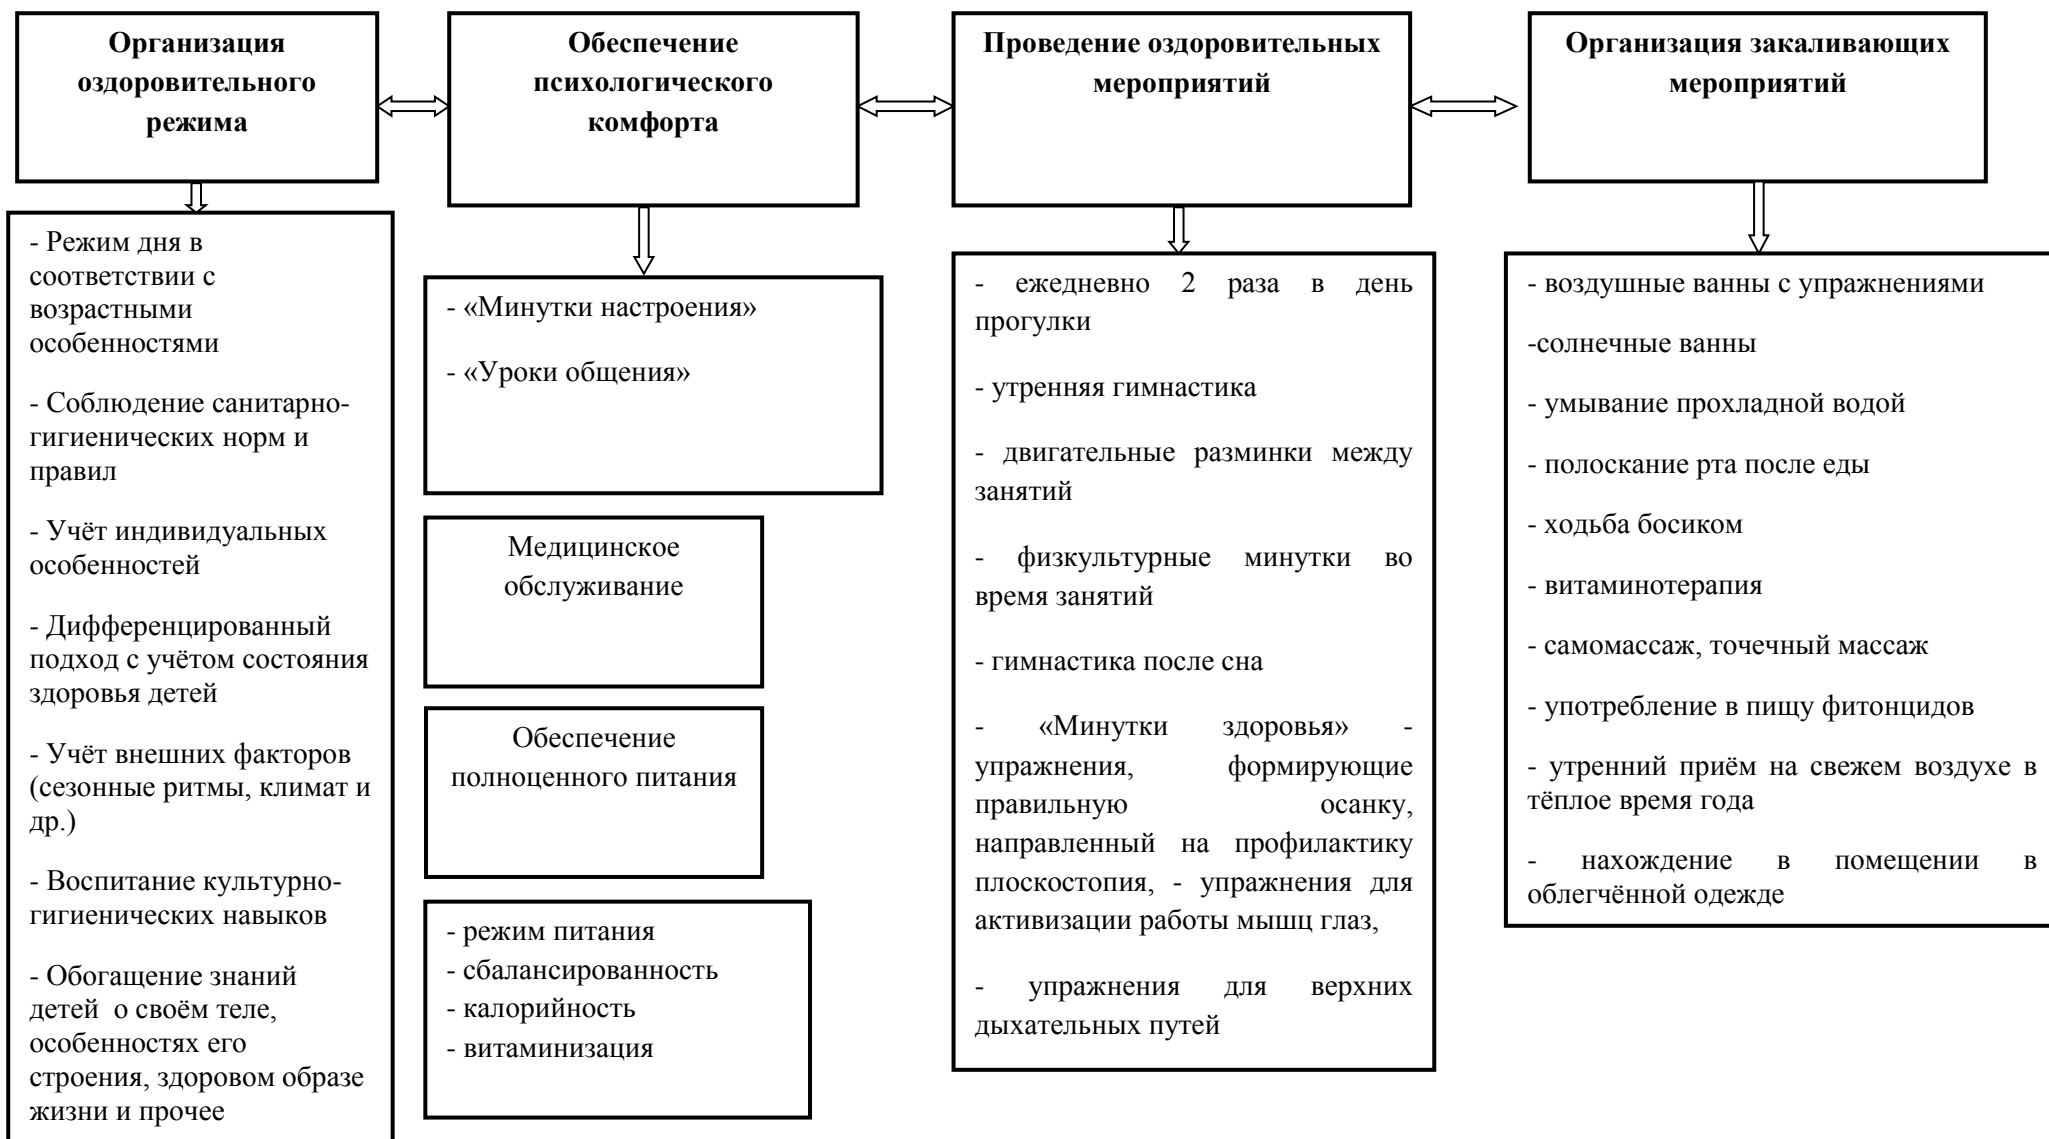 Организация
оздоровительного
режима
Обеспечение
психологического
комфорта
Проведение оздоровительных
мероприятий
Организация закаливающих
мероприятий
- Режим дня в
соответствии с
возрастными
особенностями
- Соблюдение санитарно-
гигиенических норм и
правил
- Учёт индивидуальных
особенностей
- Дифференцированный
подход с учётом состояния
здоровья детей
- Учёт внешних факторов
(сезонные ритмы, климат и
др.)
- Воспитание культурно-
гигиенических навыков
- Обогащение знаний
детей о своём теле,
особенностях его
строения, здоровом образе
жизни и прочее
- «Минутки настроения»
- «Уроки общения»
Медицинское
обслуживание
Обеспечение
полноценного питания
- режим питания
- сбалансированность
- калорийность
- витаминизация
- ежедневно 2 раза в день
прогулки
- утренняя гимнастика
- двигательные разминки между
занятий
- физкультурные минутки во
время занятий
- гимнастика после сна
- «Минутки здоровья» -
упражнения, формирующие
правильную осанку,
направленный на профилактику
плоскостопия, - упражнения для
активизации работы мышц глаз,
- упражнения для верхних
дыхательных путей
- воздушные ванны с упражнениями
-солнечные ванны
- умывание прохладной водой
- полоскание рта после еды
- ходьба босиком
- витаминотерапия
- самомассаж, точечный массаж
- употребление в пищу фитонцидов
- утренний приём на свежем воздухе в
тёплое время года
- нахождение в помещении в
облегчённой одежде